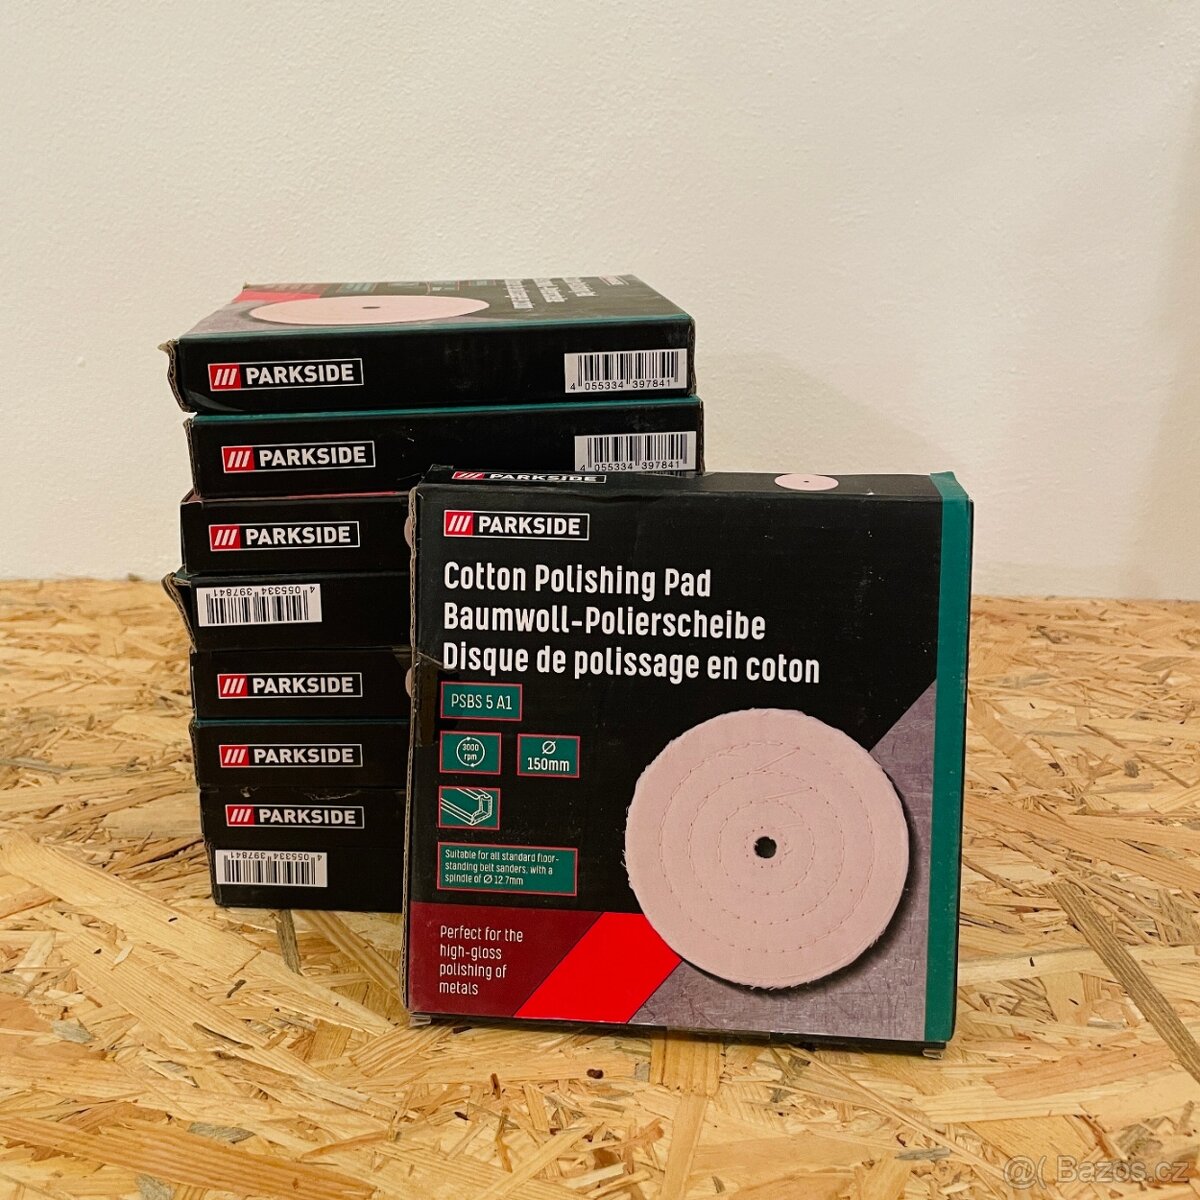 PARKSIDE
4 055334 397841
PARKSIDE
4 055334 397841
PARKSIDE
4 055334 397841
PARKSIDE
PARKSIDE
PARKSIDE
4 055334 397841
PARKSIDE
PARKSIDE
Cotton Polishing Pad
Baumwoll-Polierscheibe
Disque de polissage en coton
PSBS 5 A1
3000
rpm
Ø
150mm
Suitable for all standard floor-
standing belt sanders, with a
spindle of Ø 12.7mm
Perfect for the
high-gloss
polishing of
metals
@( Bazos.cz